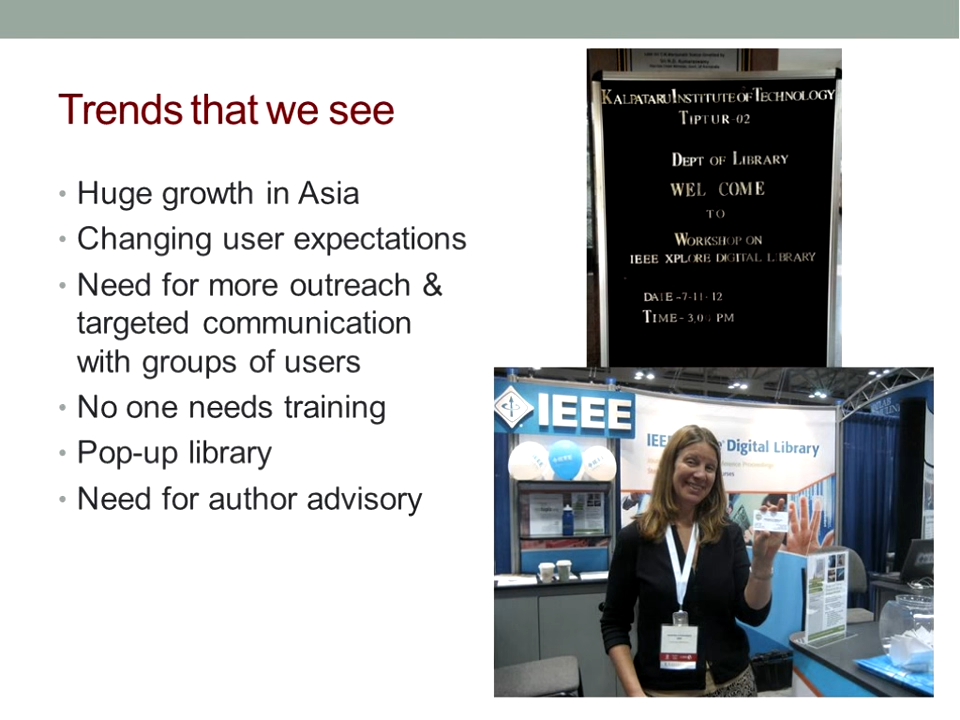 Trends that we see
• Huge growth in Asia
• Changing user expectations
• Need for more outreach &
targeted communication
with groups of users
• No one needs training
• Pop-up library
• Need for author advisory
KALPATARU INSTITUTE OF TECHNOLOGY
TIPTUR-02
DEPT OF LIBRARY
WEL COME
TO
WORKSHOP ON
IEEE XPLORE DIGITAL LIBRARY
DATE-7-11-12
TIME-3.0 PM
IEEE
IEEE Digital Library